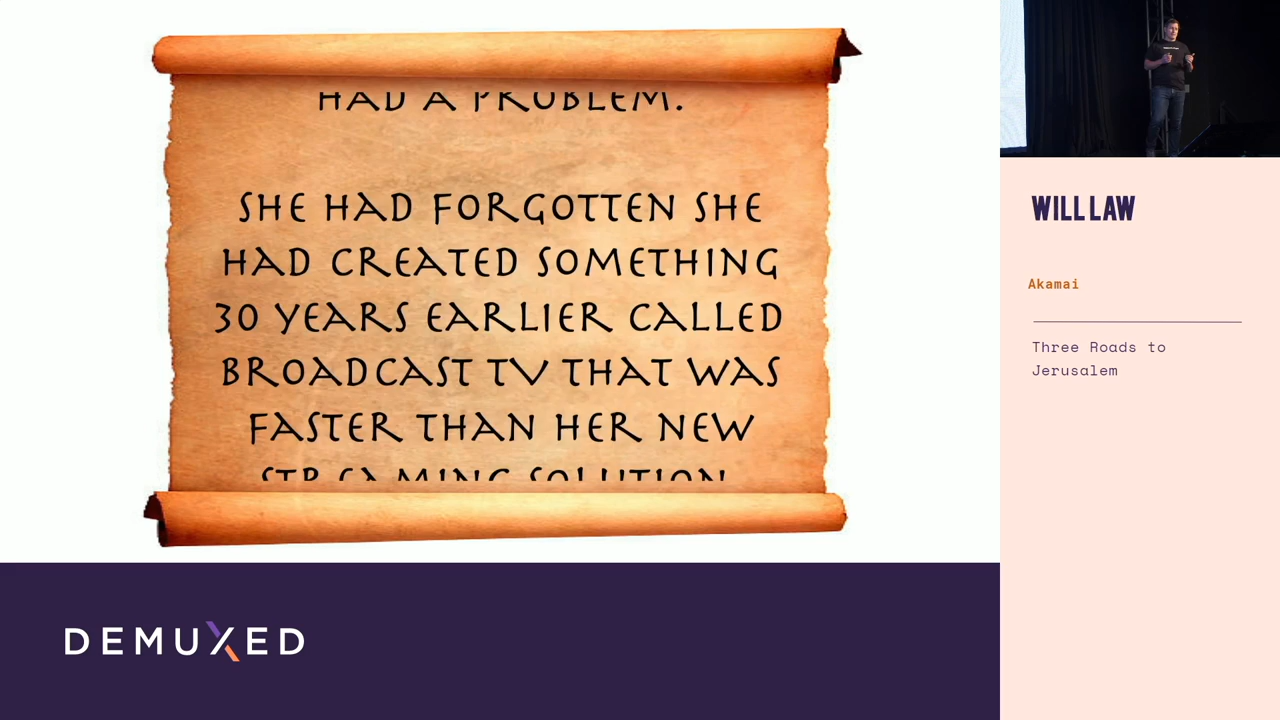 HAD A PROBLEM.
SHE HAD FORGOTTEN SHE
HAD CREATED SOMETHING
30 YEARS EARLIER CALLED
BROADCAST TV THAT WAS
FASTER THAN HER NEW
STREAMING SOLUTION
WILL LAW
Akamai
Three Roads to
Jerusalem
DEMUXED